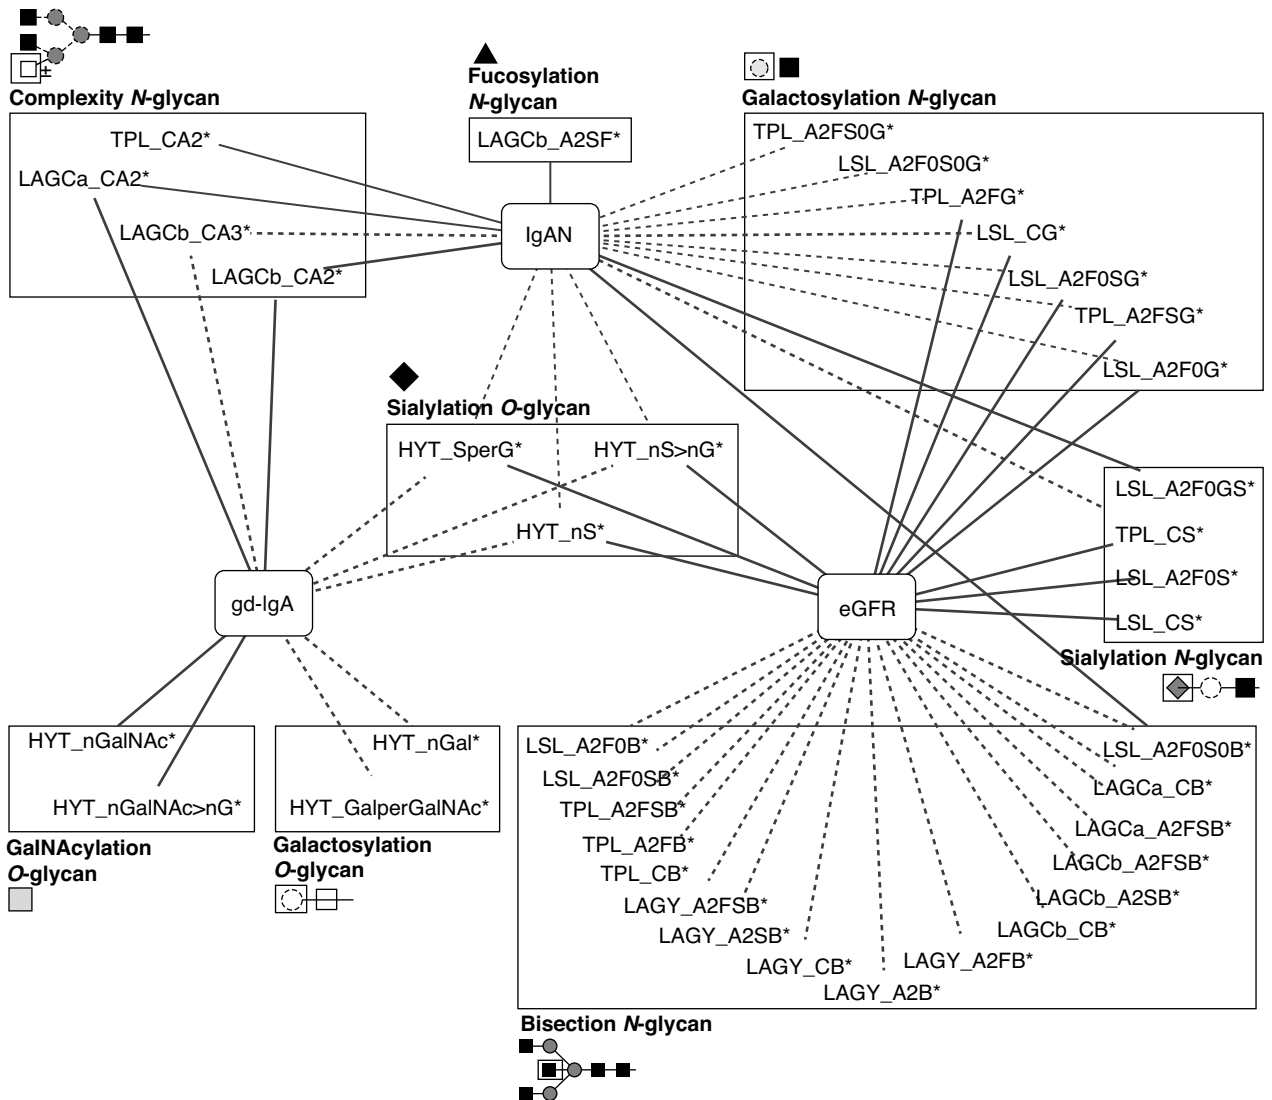 ±
Complexity N-glycan
TPL_CA2*
LAGCa_CA2*
LAGCb_CA3*
LAGCb_CA2*
Fucosylation
N-glycan
LAGCb_A2SF*
IgAN
Galactosylation N-glycan
TPL_A2FS0G*
LSL_A2F0S0G*
TPL_A2FG*
LSL_CG*
LSL_A2F0SG*
TPL_A2FSG*
LSL_A2F0G*
Sialylation O-glycan
HYT_SperG*
HYT_nS>nG*
HYT_nS*
LSL_A2F0GS*
TPL_CS*
LSL_A2F0S*
LSL_CS*
Sialylation N-glycan
gd-IgA
eGFR
HYT_nGalNAc*
HYT_nGalNAc>nG*
GalNAcylation
O-glycan
HYT_nGal*
HYT_GalperGalNAc*
Galactosylation
O-glycan
LSL_A2F0B*
LSL_A2F0SB*
TPL_A2FSB*
TPL_A2FB*
TPL_CB*
LAGY_A2FSB*
LAGY_A2SB*
LAGY_CB*
LAGY_A2B*
LAGY_A2FB*
LAGCb_CB*
LAGCb_A2SB*
LAGCb_A2FSB*
LAGCa_A2FSB*
LAGCa_CB*
LSL_A2F0S0B*
Bisection N-glycan